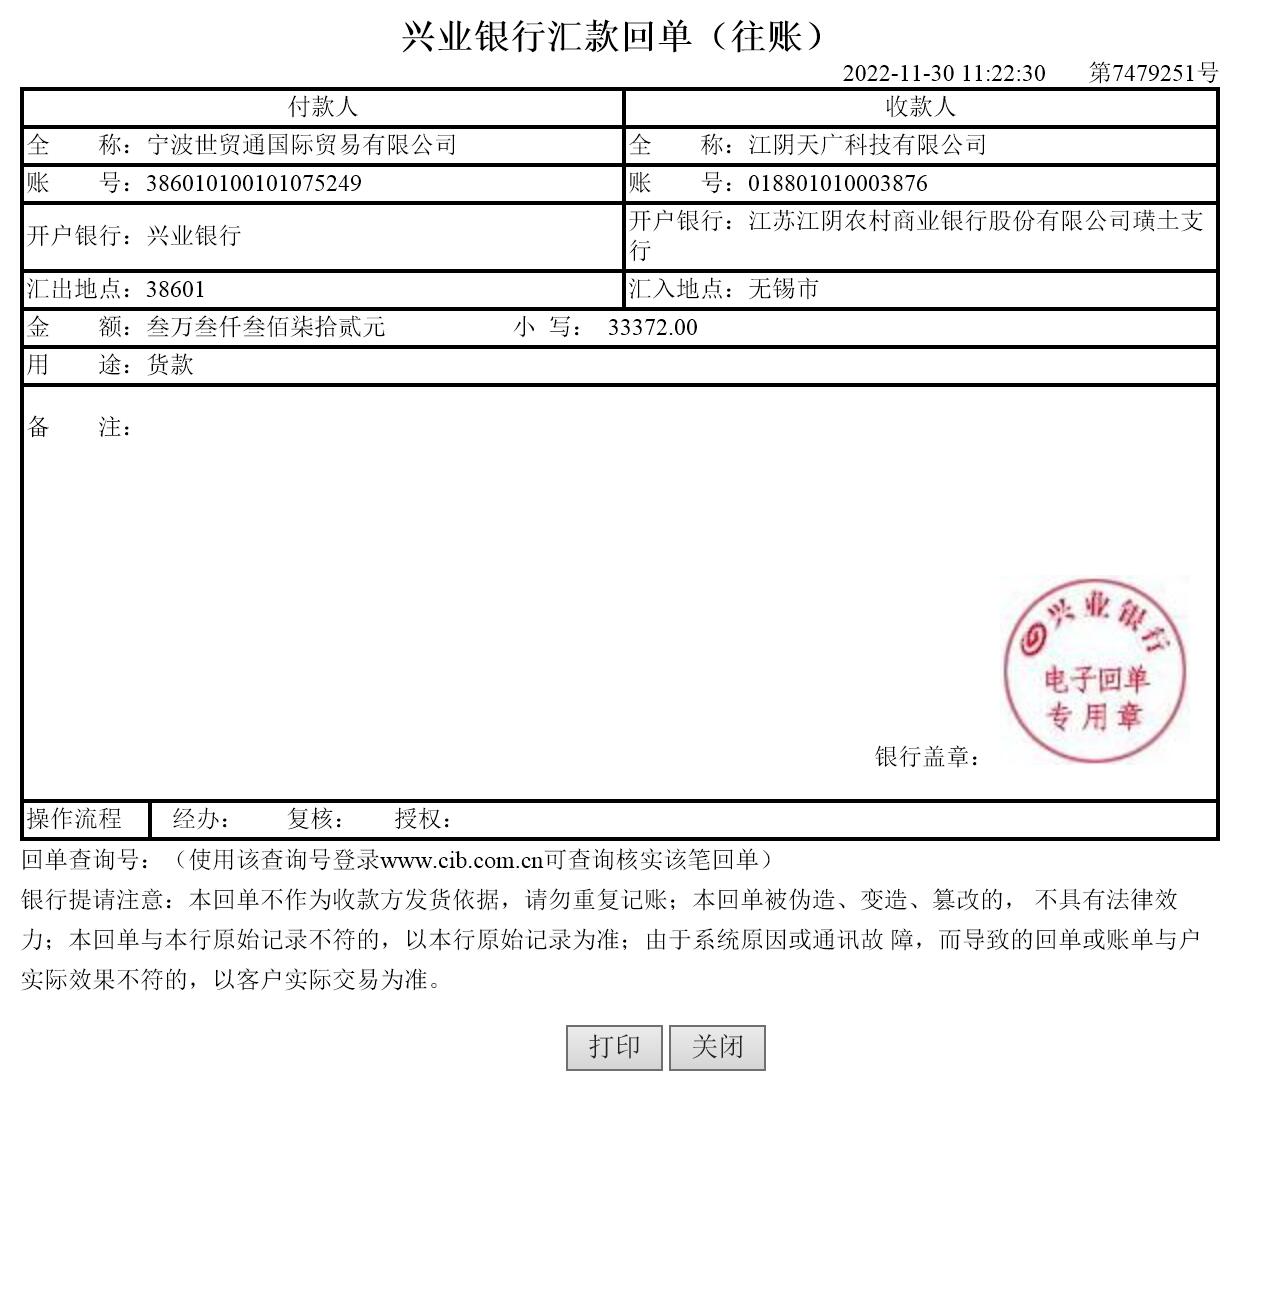 兴业银行汇款回单（往账）
2022-11-30 11:22:30 第7479251号
付款人 收款人
全 称：宁波世贸通国际贸易有限公司 全 称：江阴天广科技有限公司
账 号：386010100101075249 账 号：018801010003876
开户银行：兴业银行 开户银行：江苏江阴农村商业银行股份有限公司璜土支
行
汇出地点：38601 汇入地点：无锡市
金 额：叁万叁仟叁佰柒拾贰元 小 写： 33372.00
用 途：货款
备 注：
兴业银行
电子回单
专用章
银行盖章：
操作流程 经办： 复核： 授权：
回单查询号：（使用该查询号登录www.cib.com.cn可查询核实该笔回单）
银行提请注意：本回单不作为收款方发货依据，请勿重复记账；本回单被伪造、变造、篡改的， 不具有法律效
力；本回单与本行原始记录不符的，以本行原始记录为准；由于系统原因或通讯故 障，而导致的回单或账单与户
实际效果不符的，以客户实际交易为准。
打印 关闭